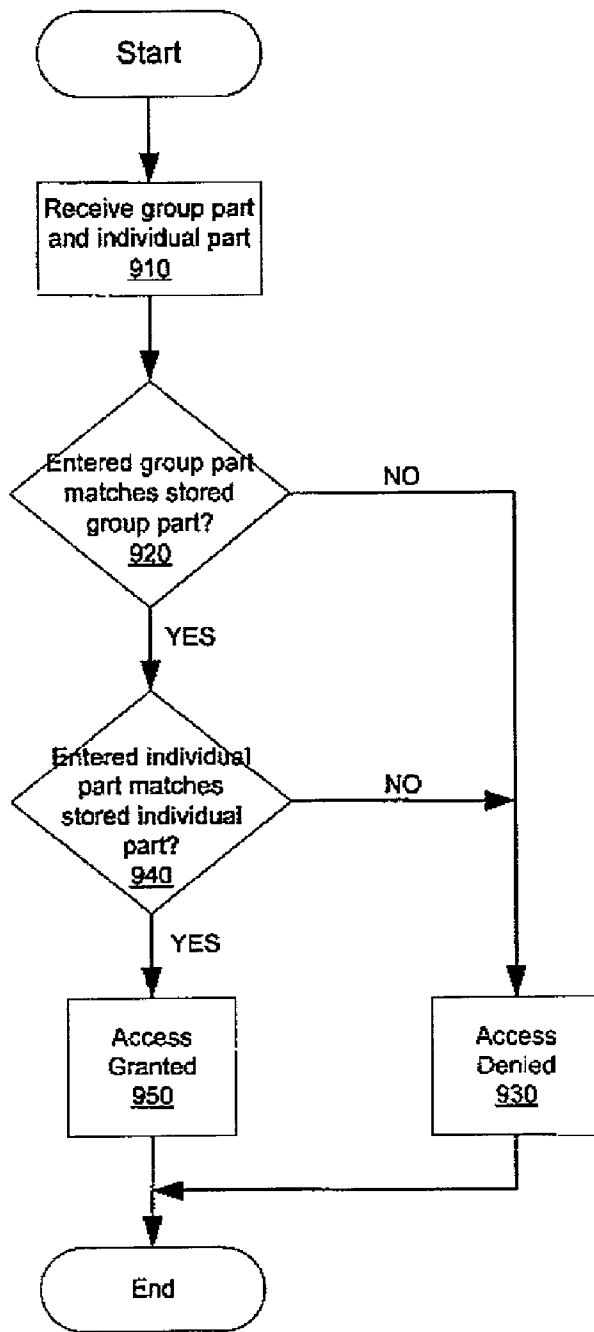 Start
Receive group part
and individual part
910
Entered group part
matches stored
group part?
920
NO
YES
Entered individual
part matches
stored individual
part?
940
NO
YES
Access
Granted
950
Access
Denied
930
End